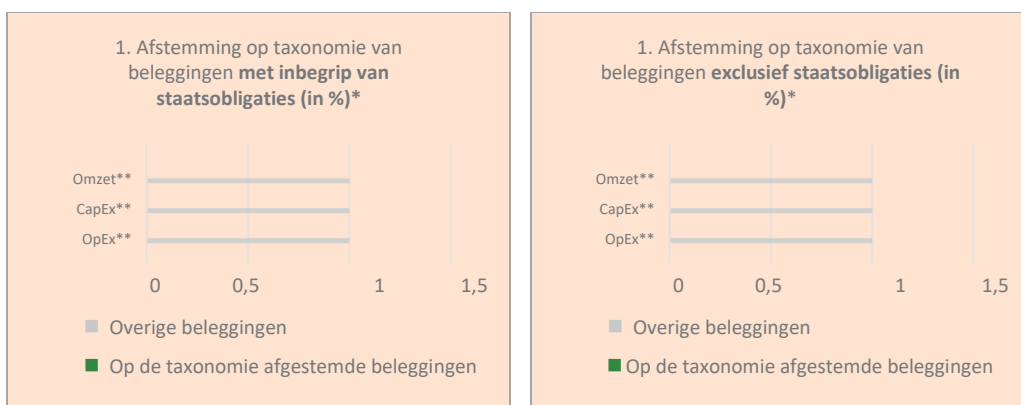 1. Afstemming op taxonomie van
beleggingen met inbegrip van
staatsobligaties (in %)*
Omzet**
CapEx**
OpEx**
0 0,5 1 1,5
Overige beleggingen
Op de taxonomie afgestemde beleggingen
1. Afstemming op taxonomie van
beleggingen exclusief staatsobligaties (in
%)*
Omzet**
CapEx**
OpEx**
0 0,5 1 1,5
Overige beleggingen
Op de taxonomie afgestemde beleggingen